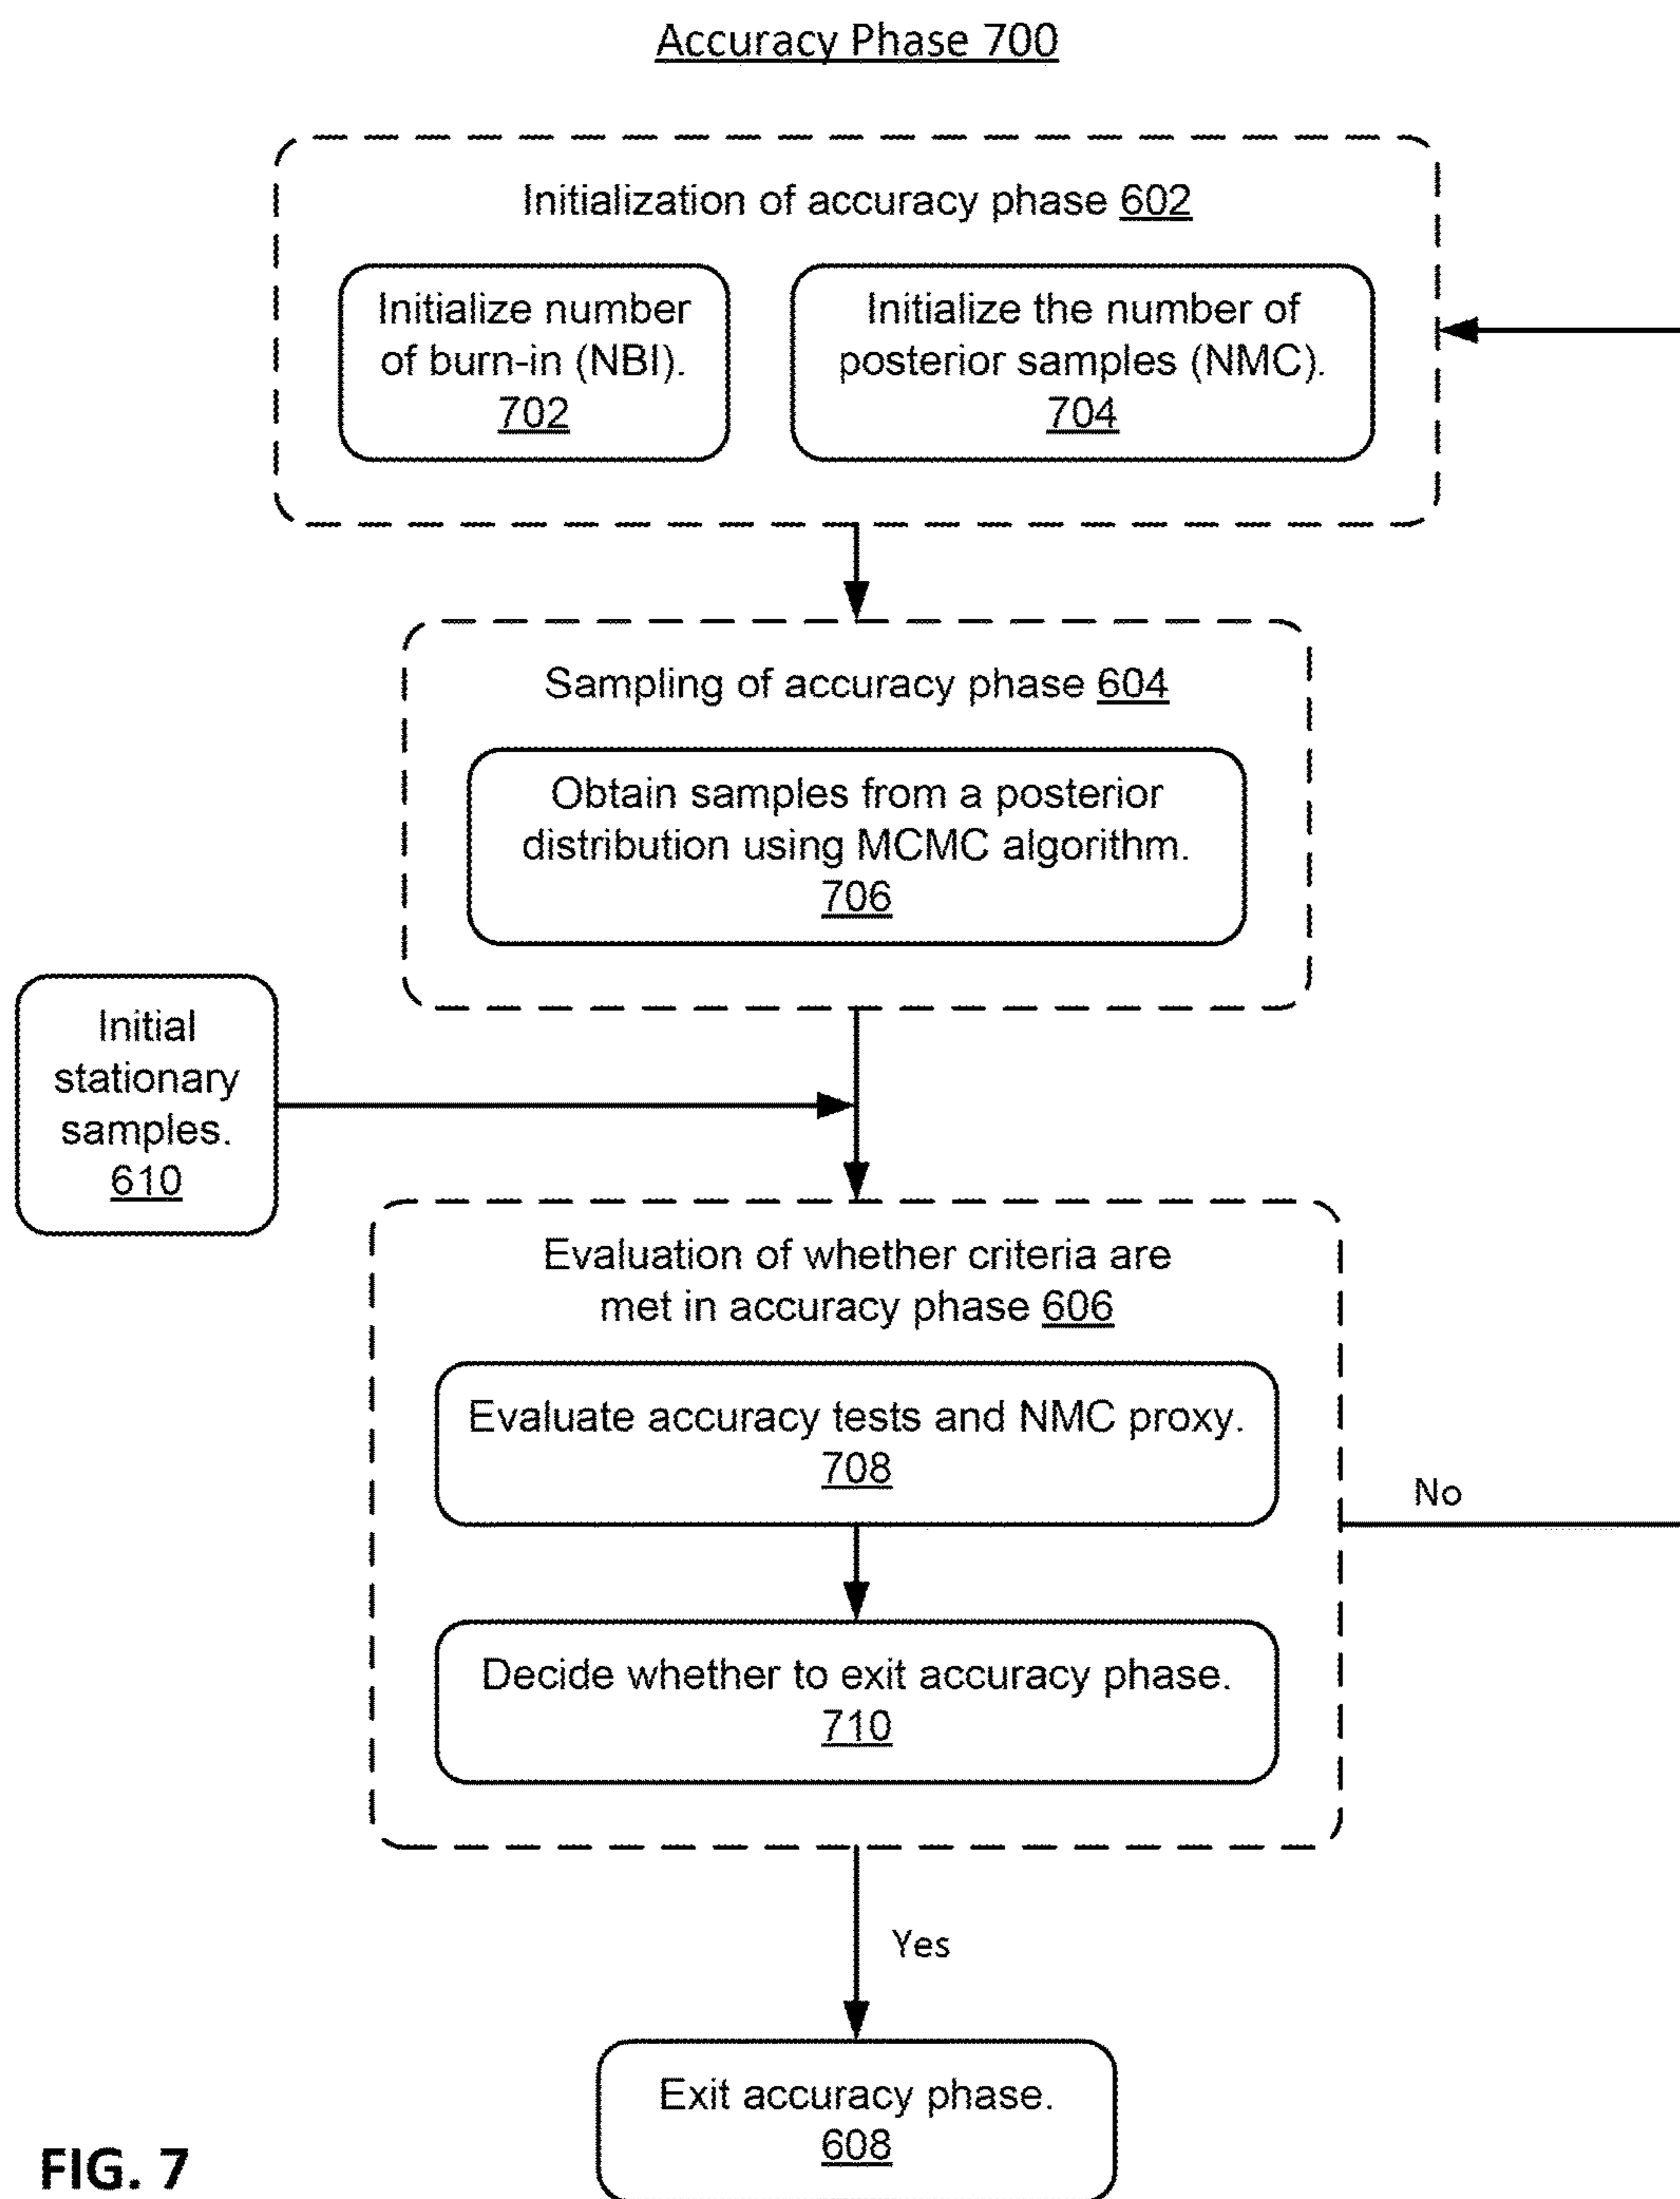 Accuracy Phase 700
Initialization of accuracy phase 602
Initialize number
of burn-in (NBI).
702
Initialize the number of
posterior samples (NMC).
704
Sampling of accuracy phase 604
Obtain samples from a posterior
distribution using MCMC algorithm.
706
Initial
stationary
samples.
610
Evaluation of whether criteria are
met in accuracy phase 606
Evaluate accuracy tests and NMC proxy.
708
No
Decide whether to exit accuracy phase.
710
Yes
Exit accuracy phase.
608
FIG. 7